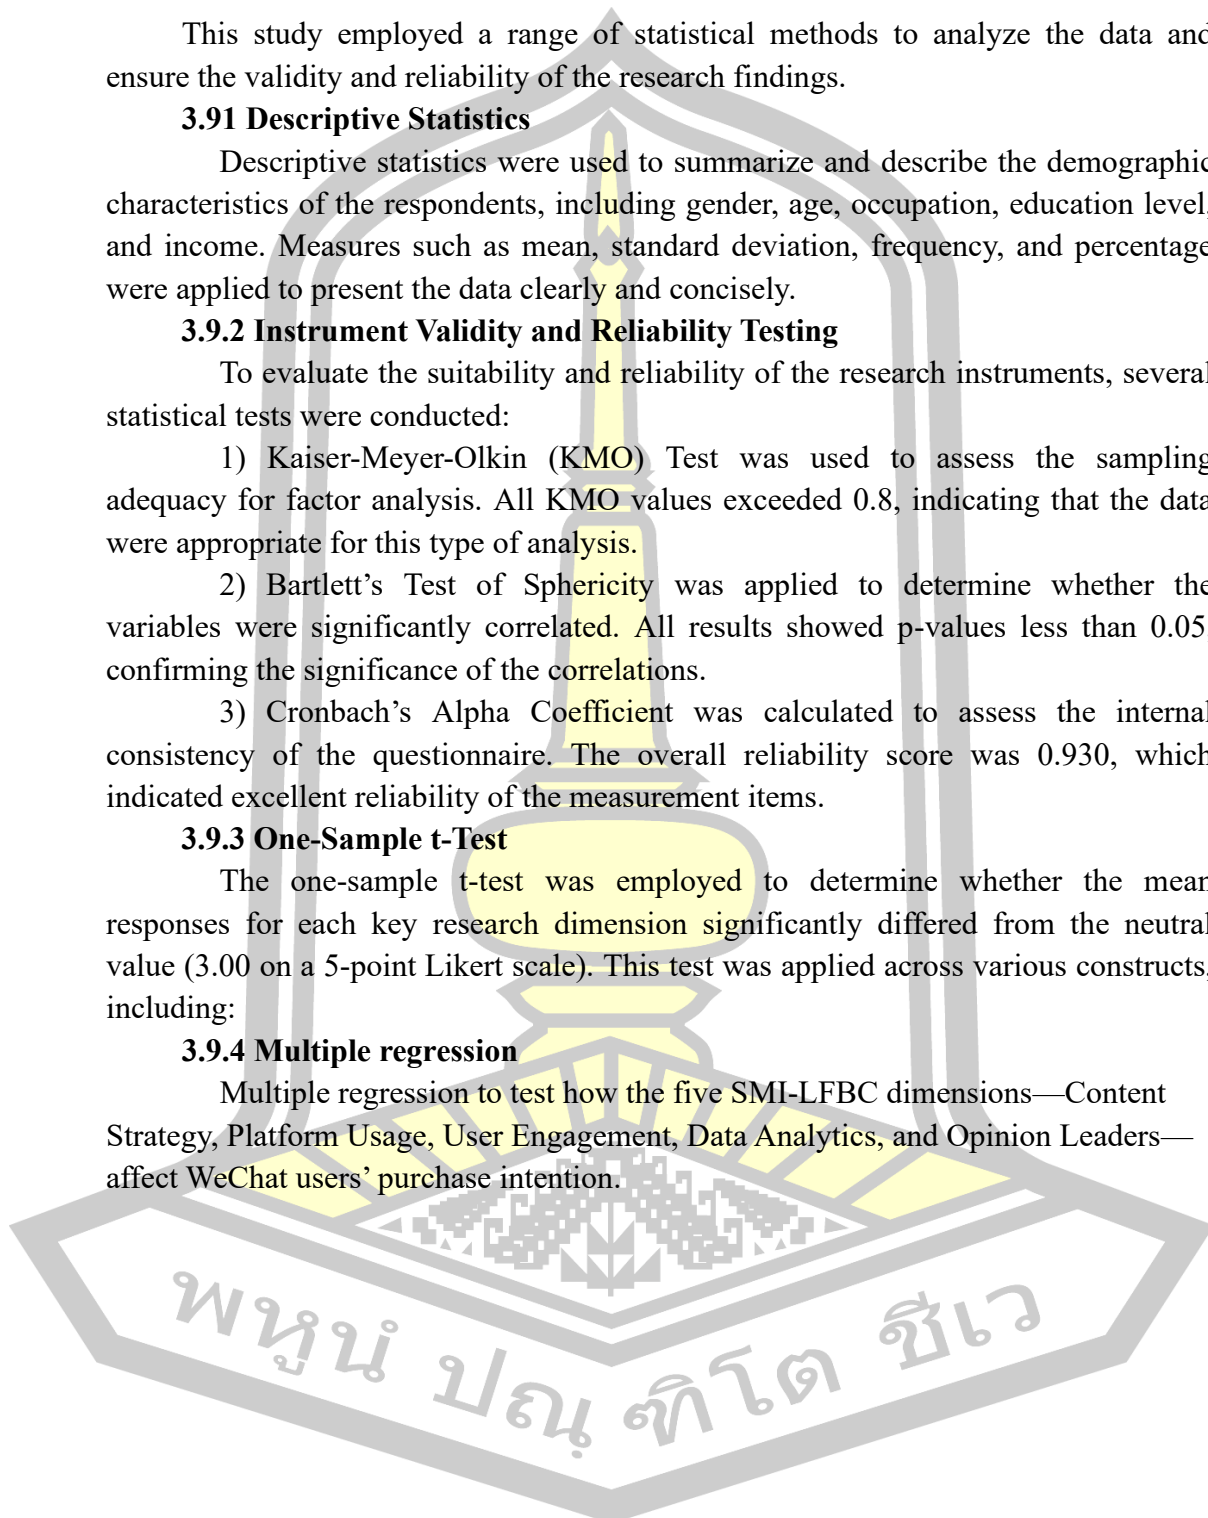 This study employed a range of statistical methods to analyze the data and
ensure the validity and reliability of the research findings.
3.91 Descriptive Statistics
Descriptive statistics were used to summarize and describe the demographic
characteristics of the respondents, including gender, age, occupation, education level,
and income. Measures such as mean, standard deviation, frequency, and percentage
were applied to present the data clearly and concisely.
3.9.2 Instrument Validity and Reliability Testing
To evaluate the suitability and reliability of the research instruments, several
statistical tests were conducted:
1) Kaiser-Meyer-Olkin (KMO) Test was used to assess the sampling
adequacy for factor analysis. All KMO values exceeded 0.8, indicating that the data
were appropriate for this type of analysis.
2) Bartlett’s Test of Sphericity was applied to determine whether the
variables were significantly correlated. All results showed p-values less than 0.05,
confirming the significance of the correlations.
3) Cronbach’s Alpha Coefficient was calculated to assess the internal
consistency of the questionnaire. The overall reliability score was 0.930, which
indicated excellent reliability of the measurement items.
3.9.3 One-Sample t-Test
The one-sample t-test was employed to determine whether the mean
responses for each key research dimension significantly differed from the neutral
value (3.00 on a 5-point Likert scale). This test was applied across various constructs,
including:
3.9.4 Multiple regression
Multiple regression to test how the five SMI-LFBC dimensions—Content
Strategy, Platform Usage, User Engagement, Data Analytics, and Opinion Leaders—
affect WeChat users’ purchase intention.
พหูนํ ปณฺ ฑิโต ชีเว